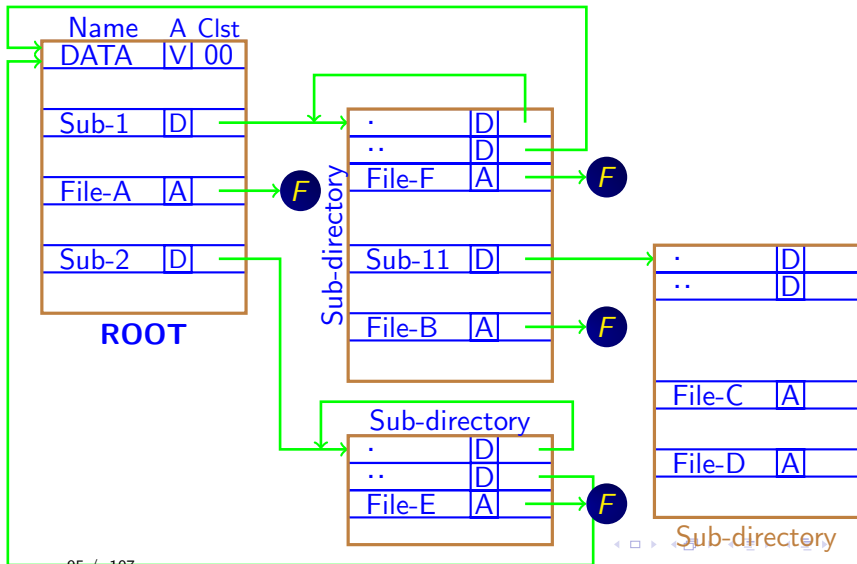 Name A Clst
DATA V 00
Sub-1 D
File-A A
Sub-2 D
ROOT
F
Sub-directory
. D
.. D
File-F A
Sub-11 D
File-B A
F
F
Sub-directory
. D
.. D
File-E A
F
. D
.. D
File-C A
File-D A
Sub-directory